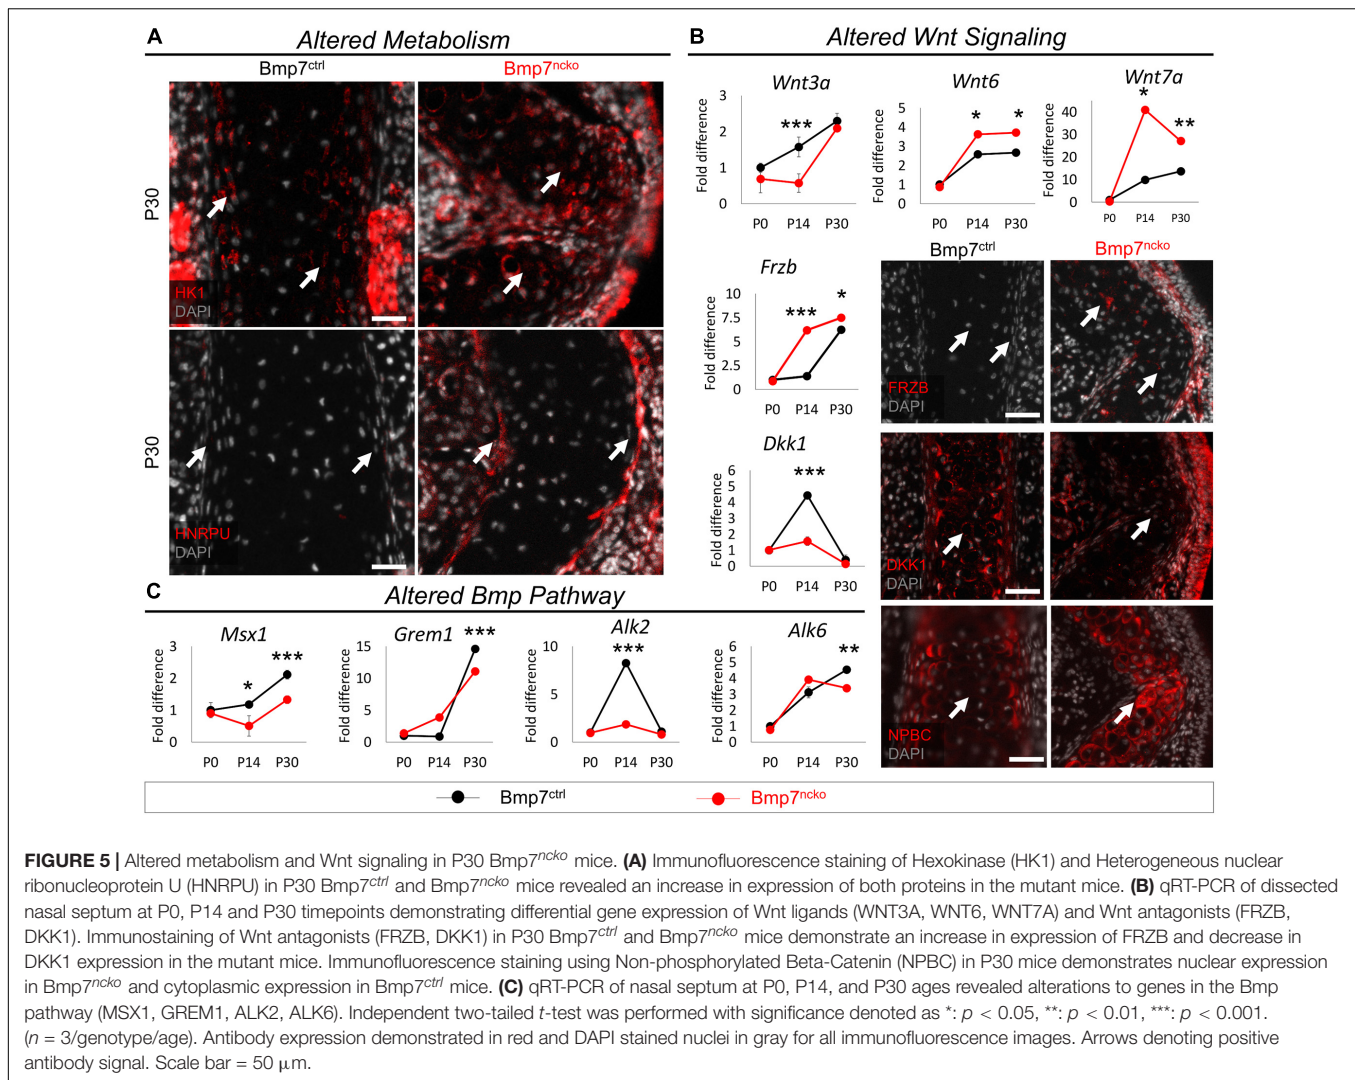 A
Altered Metabolism
Bmp7ctrl
Bmp7ncko
P30
HK1
DAPI
P30
HNRPU
DAPI
B
Altered Wnt Signaling
Wnt3a
Fold difference
3
2
1
0
***
P0 P14 P30
Wnt6
Fold difference
5
4
3
2
1
0
* *
P0 P14 P30
Wnt7a
Fold difference
40
30
20
10
0
* **
P0 P14 P30
Frzb
Fold difference
10
7.5
5
2.5
0
*** *
P0 P14 P30
Bmp7ctrl
Bmp7ncko
FRZB
DAPI
Dkk1
Fold difference
6
5
4
3
2
1
0
***
P0 P14 P30
DKK1
DAPI
NPBC
DAPI
C
Altered Bmp Pathway
Msx1
Fold difference
3
2
1
0
* ***
P0 P14 P30
Grem1
Fold difference
15
10
5
0
***
P0 P14 P30
Alk2
Fold difference
10
5
0
***
P0 P14 P30
Alk6
Fold difference
6
5
4
3
2
1
0
**
P0 P14 P30
Bmp7ctrl
Bmp7ncko
FIGURE 5 | Altered metabolism and Wnt signaling in P30 Bmp7ncko mice. (A) Immunofluorescence staining of Hexokinase (HK1) and Heterogeneous nuclear
ribonucleoprotein U (HNRPU) in P30 Bmp7ctrl and Bmp7ncko mice revealed an increase in expression of both proteins in the mutant mice. (B) qRT-PCR of dissected
nasal septum at P0, P14 and P30 timepoints demonstrating differential gene expression of Wnt ligands (WNT3A, WNT6, WNT7A) and Wnt antagonists (FRZB,
DKK1). Immunostaining of Wnt antagonists (FRZB, DKK1) in P30 Bmp7ctrl and Bmp7ncko mice demonstrate an increase in expression of FRZB and decrease in
DKK1 expression in the mutant mice. Immunofluorescence staining using Non-phosphorylated Beta-Catenin (NPBC) in P30 mice demonstrates nuclear expression
in Bmp7ncko and cytoplasmic expression in Bmp7ctrl mice. (C) qRT-PCR of nasal septum at P0, P14, and P30 ages revealed alterations to genes in the Bmp
pathway (MSX1, GREM1, ALK2, ALK6). Independent two-tailed t-test was performed with significance denoted as *: p < 0.05, **: p < 0.01, ***: p < 0.001.
(n = 3/genotype/age). Antibody expression demonstrated in red and DAPI stained nuclei in gray for all immunofluorescence images. Arrows denoting positive
antibody signal. Scale bar = 50 μm.